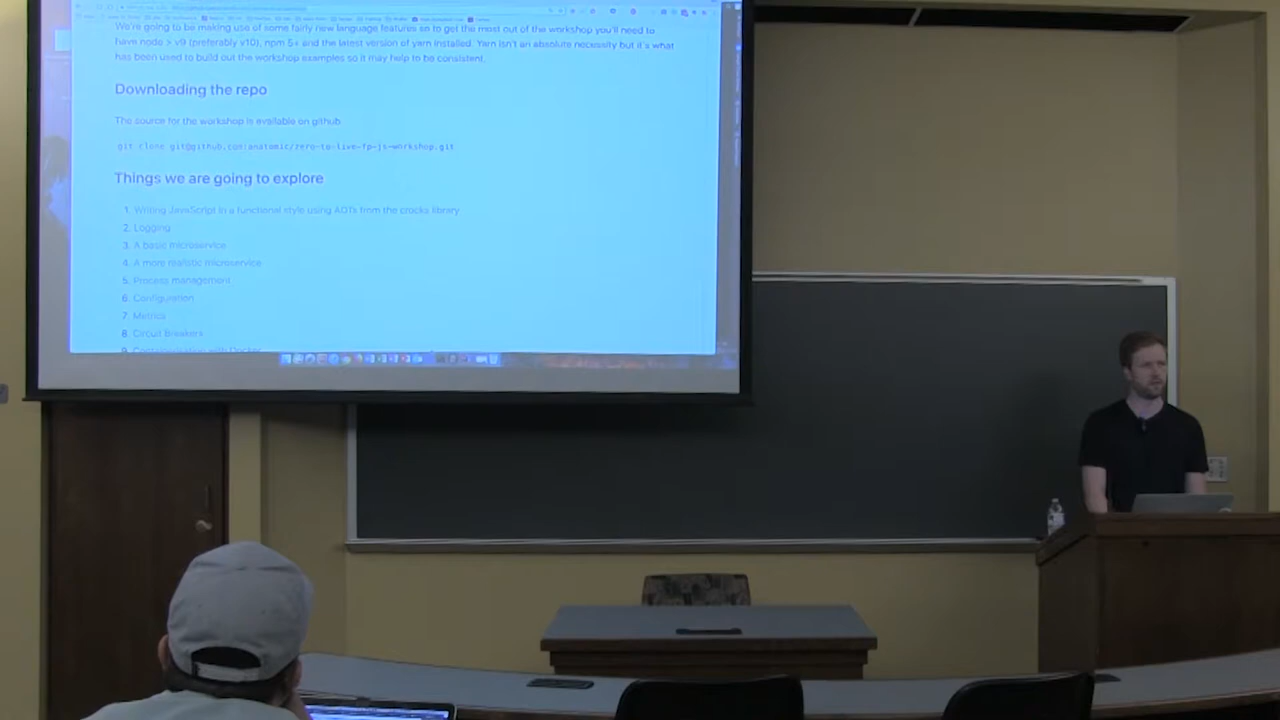 We're going to be making use of some fairly new language features so to get the most out of the workshop you'll need to
have node > v9 (preferably v10), npm 5+ and the latest version of yarn installed. Yarn isn't an absolute necessity but it's what
has been used to build out the workshop examples so it may help to be consistent.
Downloading the repo
The source for the workshop is available on github
git clone git@github.com:anatomic/zero-to-live-fp-js-workshop.git
Things we are going to explore
1. Writing JavaScript in a functional style using ADTs from the crocks library
2. Logging
3. A basic microservice
4. A more realistic microservice
5. Process management
6. Configuration
7. Metrics
8. Circuit Breakers
9. Containerisation with Docker